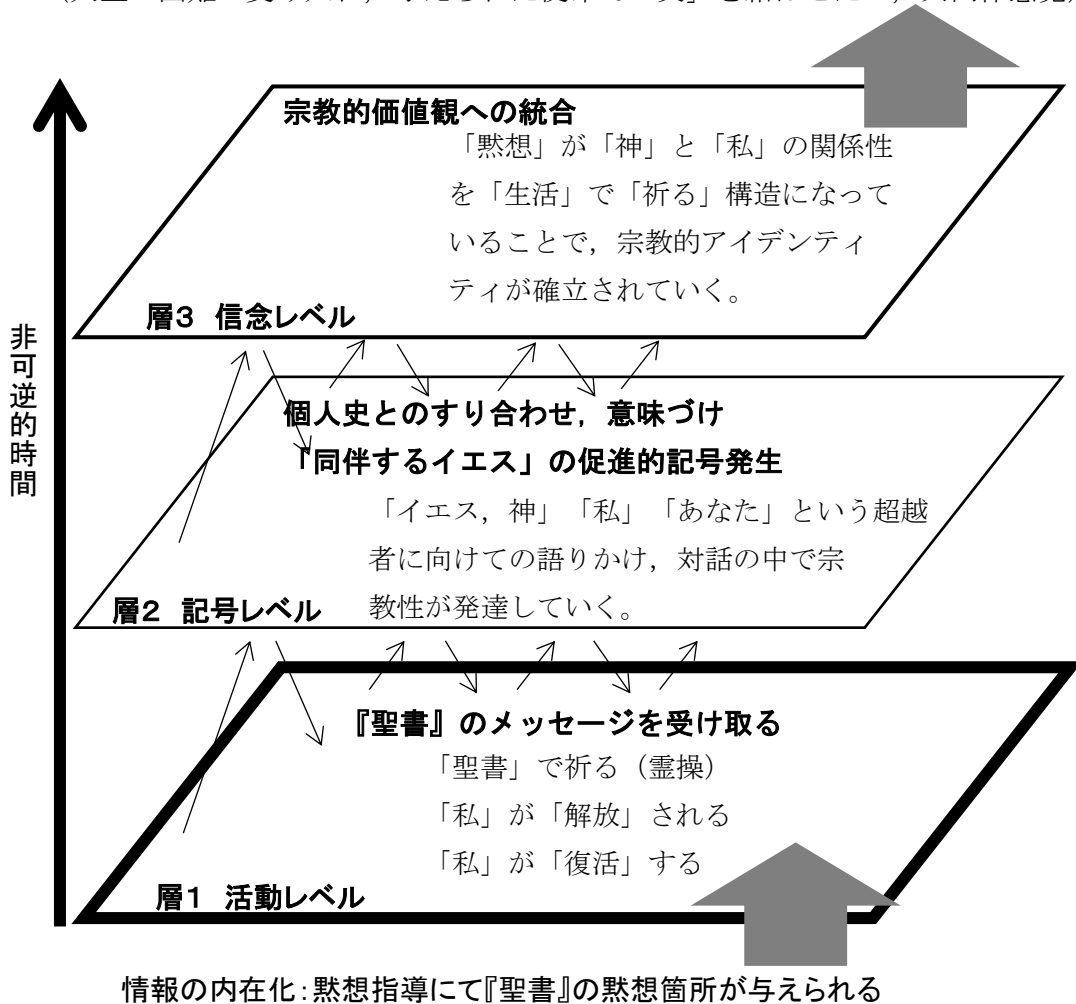 宗教的価値観への統合
「黙想」が「神」と「私」の関係性
を「生活」で「祈る」構造になって
いることで，宗教的アイデンティ
ティが確立されていく。
層3 信念レベル
非可逆的時間
個人史とのすり合わせ，意味づけ
「同伴するイエス」の促進的記号発生
「イエス，神」「私」「あなた」という超越
者に向けての語りかけ，対話の中で宗
教性が発達していく。
層2 記号レベル
『聖書』のメッセージを受け取る
「聖書」で祈る（霊操）
「私」が「解放」される
「私」が「復活」する
層1 活動レベル
情報の内在化：黙想指導にて『聖書』の黙想箇所が与えられる